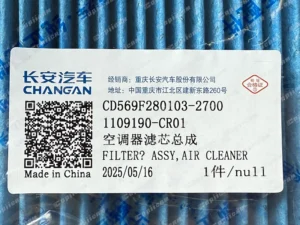 长安汽车
CHANGAN
经销商：重庆长安汽车股份有限公司
地址：中国重庆市江北区建新东路260号
合格证
CD569F280103-2700
1109190-CR01
空调器滤芯总成
FILTER? ASSY,AIR CLEANER
2025/05/16
1件/null
Made in China